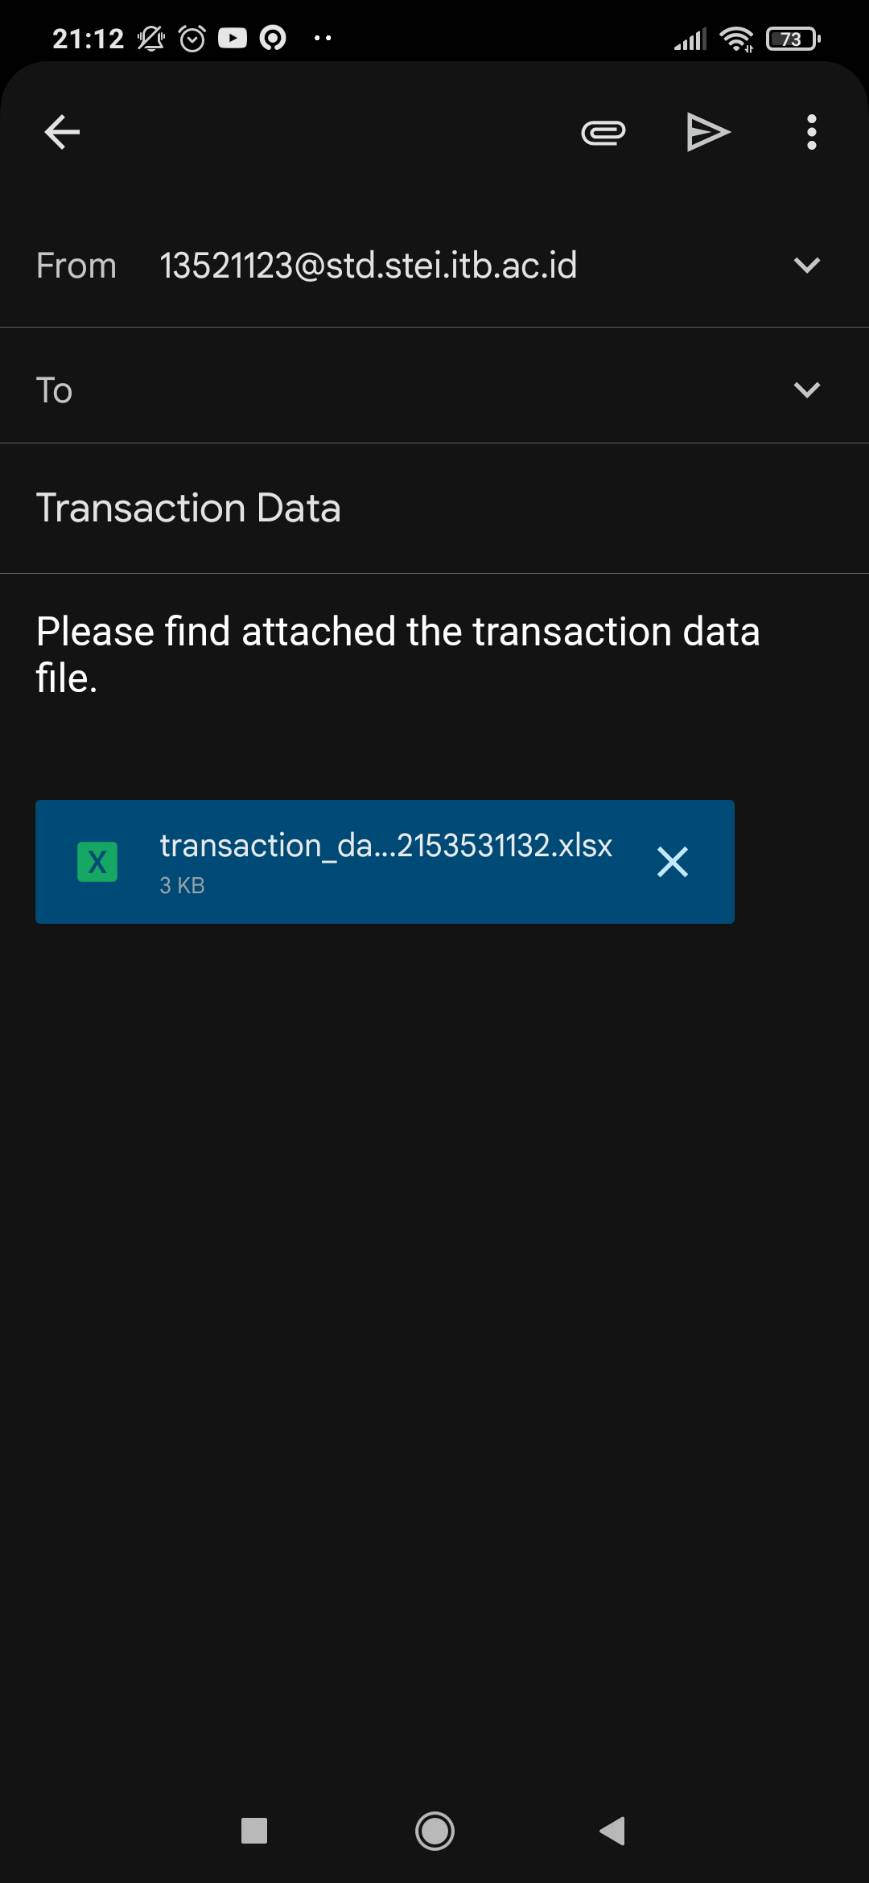 21:12
73
From 13521123@std.stei.itb.ac.id
To
Transaction Data
Please find attached the transaction data
file.
X transaction_da...2153531132.xlsx
3 KB